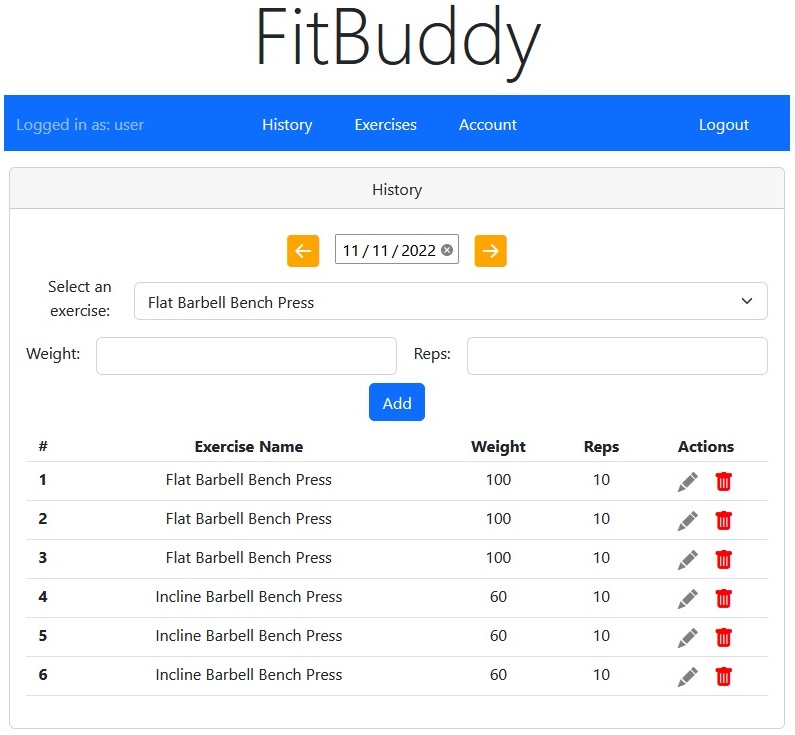 FitBuddy
Logged in as: user History Exercises Account Logout
History
11 / 11 / 2022
Select an
exercise:
Flat Barbell Bench Press
Weight: Reps:
Add
# Exercise Name Weight Reps Actions
1 Flat Barbell Bench Press 100 10
2 Flat Barbell Bench Press 100 10
3 Flat Barbell Bench Press 100 10
4 Incline Barbell Bench Press 60 10
5 Incline Barbell Bench Press 60 10
6 Incline Barbell Bench Press 60 10